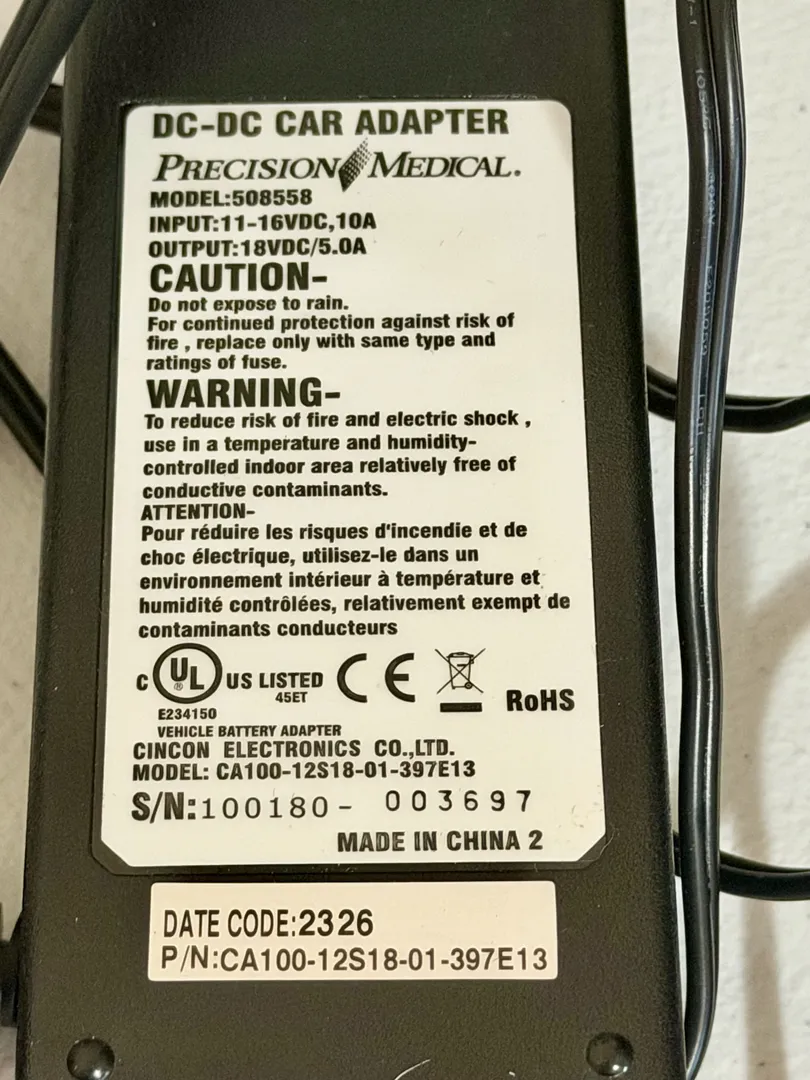 DC-DC CAR ADAPTER
PRECISION MEDICAL.
MODEL:508558
INPUT:11-16VDC,10A
OUTPUT:18VDC/5.0A
CAUTION-
Do not expose to rain.
For continued protection against risk of
fire , replace only with same type and
ratings of fuse.
WARNING-
To reduce risk of fire and electric shock ,
use in a temperature and humidity-
controlled indoor area relatively free of
conductive contaminants.
ATTENTION-
Pour réduire les risques d'incendie et de
choc électrique, utilisez-le dans un
environnement intérieur à température et
humidité contrôlées, relativement exempt de
contaminants conducteurs
C UL ® US LISTED CE RoHS
45ET
E234150
VEHICLE BATTERY ADAPTER
CINCON ELECTRONICS CO.,LTD.
MODEL: CA100-12S18-01-397E13
S/N:100180- 003697
MADE IN CHINA 2
DATE CODE:2326
P/N:CA100-12S18-01-397E13